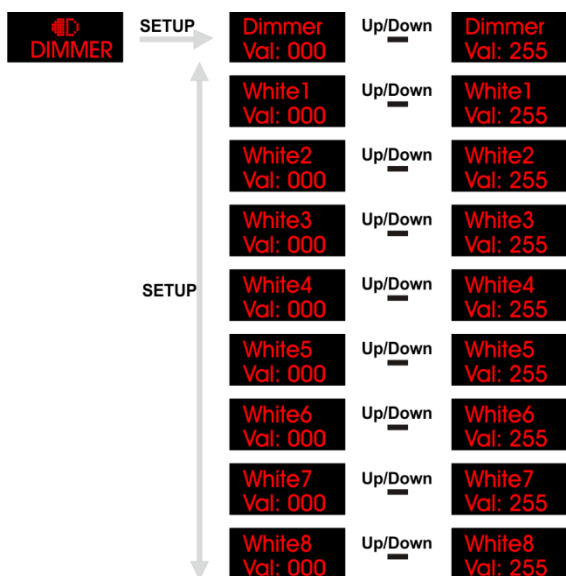 DIMMER
SETUP
Dimmer
Val: 000
Up/Down
Dimmer
Val: 255
White1
Val: 000
Up/Down
White1
Val: 255
White2
Val: 000
Up/Down
White2
Val: 255
White3
Val: 000
Up/Down
White3
Val: 255
SETUP
White4
Val: 000
Up/Down
White4
Val: 255
White5
Val: 000
Up/Down
White5
Val: 255
White6
Val: 000
Up/Down
White6
Val: 255
White7
Val: 000
Up/Down
White7
Val: 255
White8
Val: 000
Up/Down
White8
Val: 255